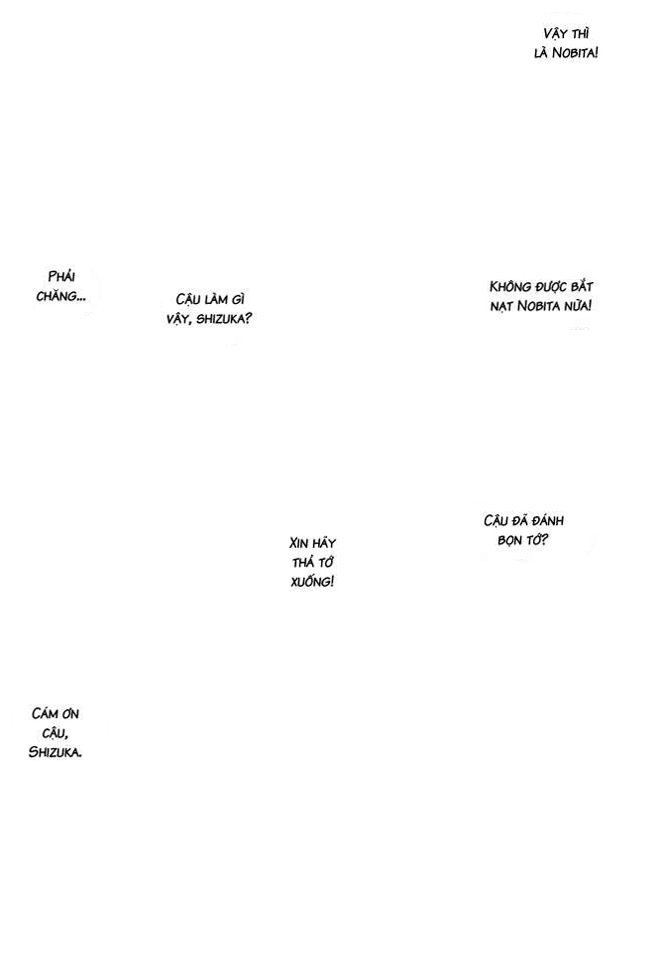 VẬY THÌ
LÀ NOBITA!
KHÔNG ĐƯỢC BẮT
NẠT NOBITA NỮA!
CẬU LÀM GÌ
VẬY, SHIZUKA?
PHẢI
CHĂNG...
CẬU ĐÃ ĐÁNH
BỌN TỚ?
XIN HÃY
THẢ TỚ
XUỐNG!
CÁM ƠN
CẬU,
SHIZUKA.